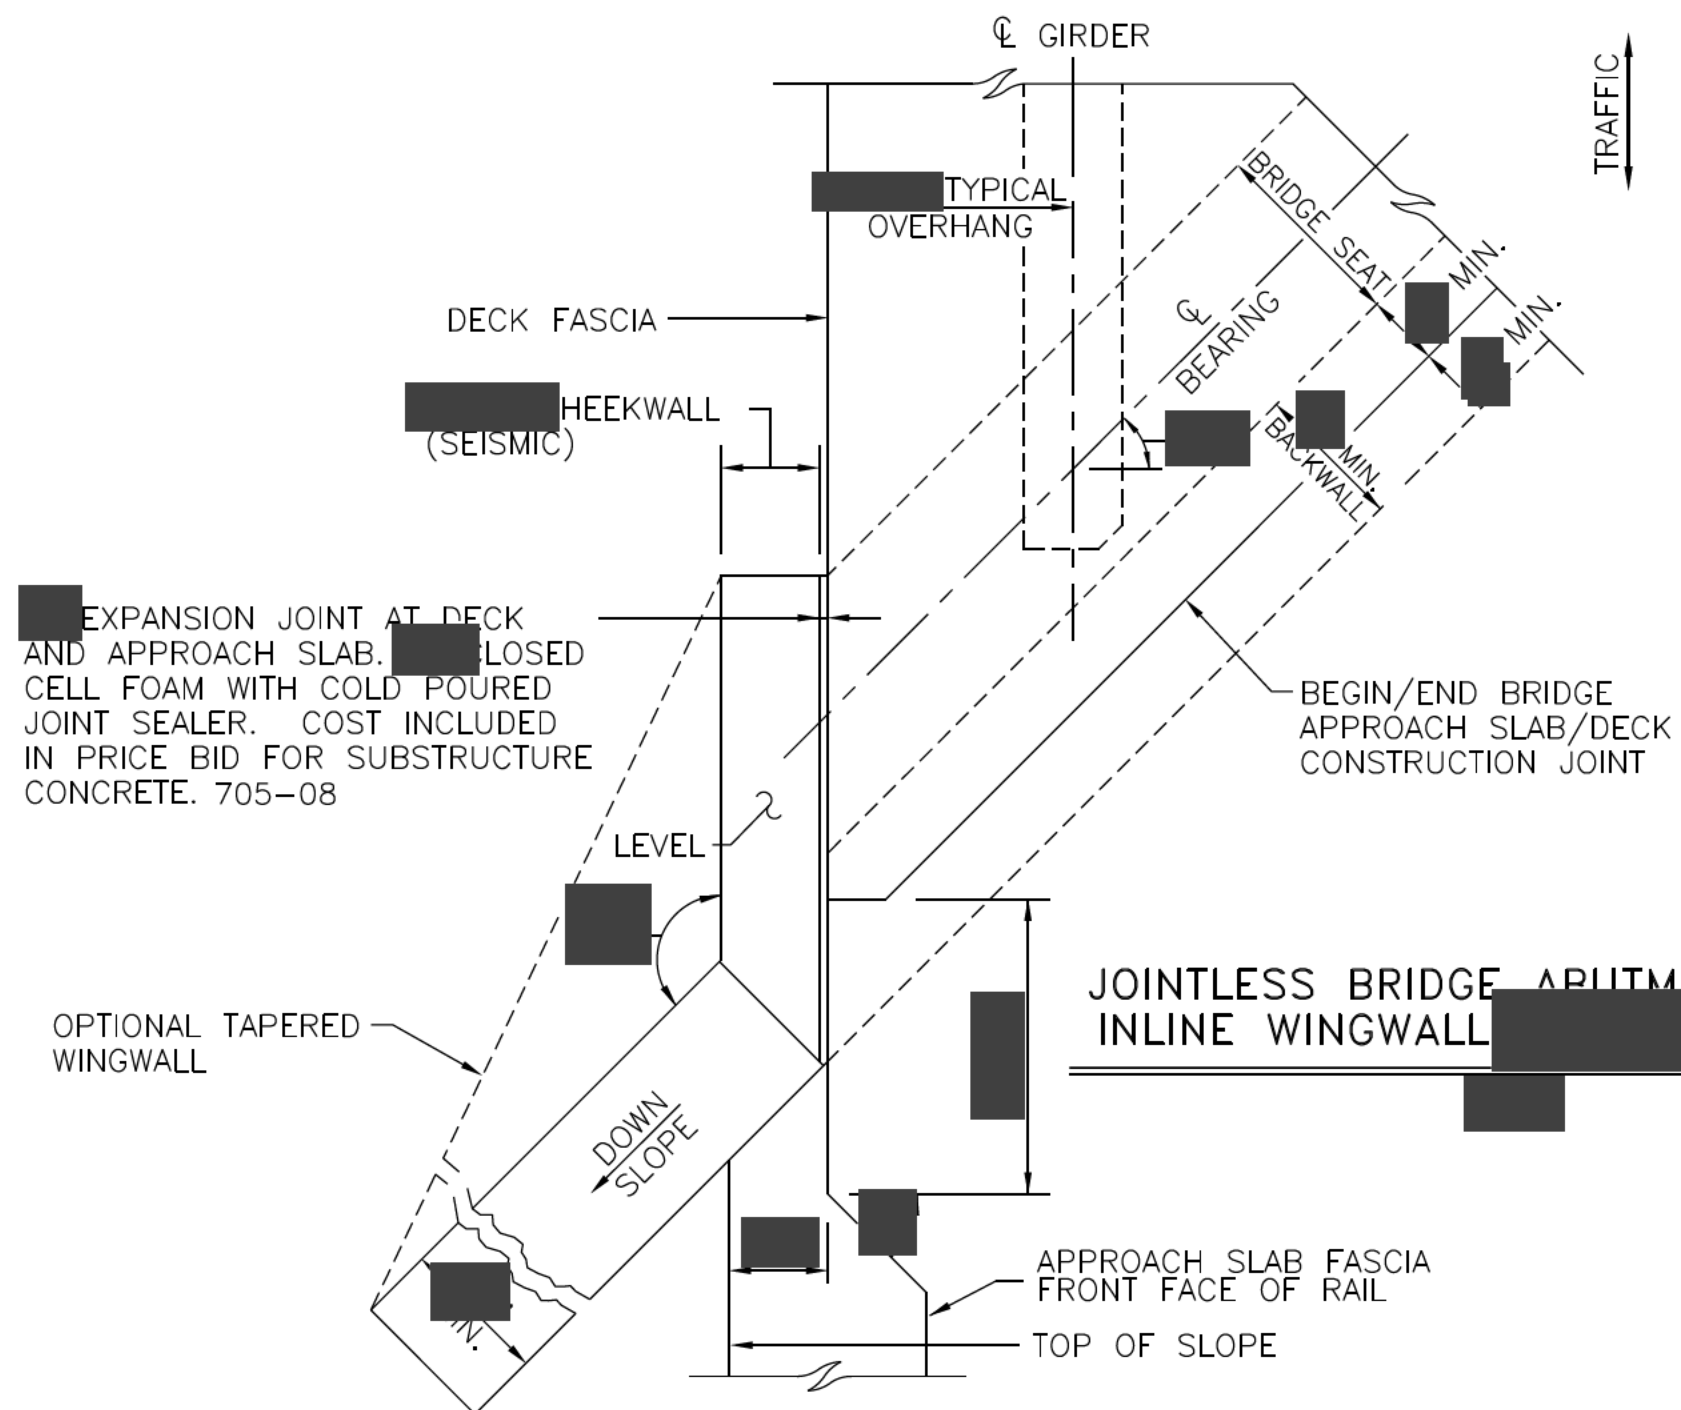 ℄ GIRDER
TRAFFIC
TYPICAL
OVERHANG
BRIDGE SEAT
MIN.
MIN.
DECK FASCIA
℄
BEARING
HEEKWALL
(SEISMIC)
MIN.
BACKWALL
EXPANSION JOINT AT DECK
AND APPROACH SLAB. CLOSED
CELL FOAM WITH COLD POURED
JOINT SEALER. COST INCLUDED
IN PRICE BID FOR SUBSTRUCTURE
CONCRETE. 705-08
BEGIN/END BRIDGE
APPROACH SLAB/DECK
CONSTRUCTION JOINT
LEVEL
JOINTLESS BRIDGE
INLINE WINGWALL
OPTIONAL TAPERED
WINGWALL
DOWN
SLOPE
APPROACH SLAB FASCIA
FRONT FACE OF RAIL
TOP OF SLOPE